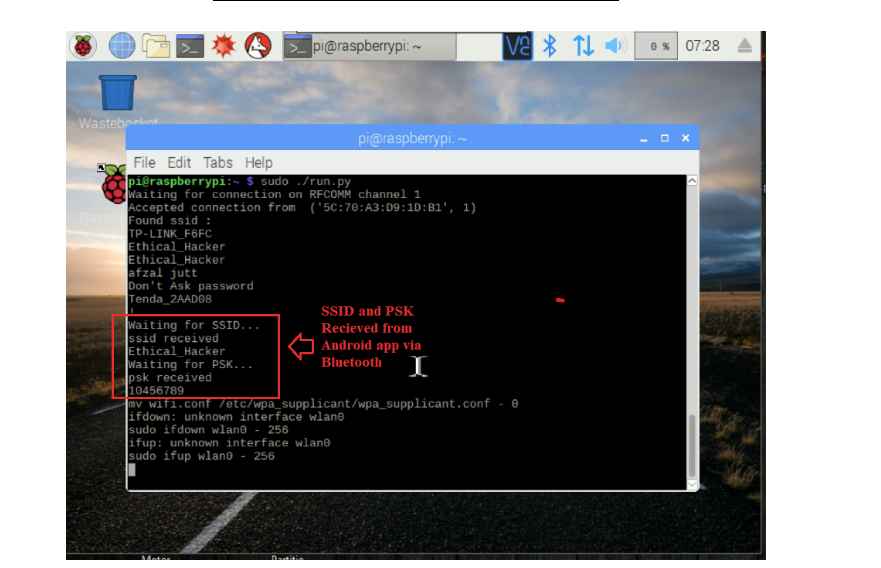 pi@raspberrypi: ~
0 %
07:28
Wastebasket
pi@raspberrypi: ~
File Edit Tabs Help
pi@raspberrypi:~ $ sudo ./run.py
Waiting for connection on RFCOMM channel 1
Accepted connection from ('5C:70:A3:D9:1D:B1', 1)
Found ssid :
TP-LINK_F6FC
Ethical_Hacker
Ethical_Hacker
afzal jutt
Don't Ask password
Tenda_2AAD08
!
Waiting for SSID...
ssid received
Ethical_Hacker
Waiting for PSK...
psk received
10456789
mv wifi.conf /etc/wpa_supplicant/wpa_supplicant.conf - 0
ifdown: unknown interface wlan0
sudo ifdown wlan0 - 256
ifup: unknown interface wlan0
sudo ifup wlan0 - 256
SSID and PSK
Recieved from
Android app via
Bluetooth